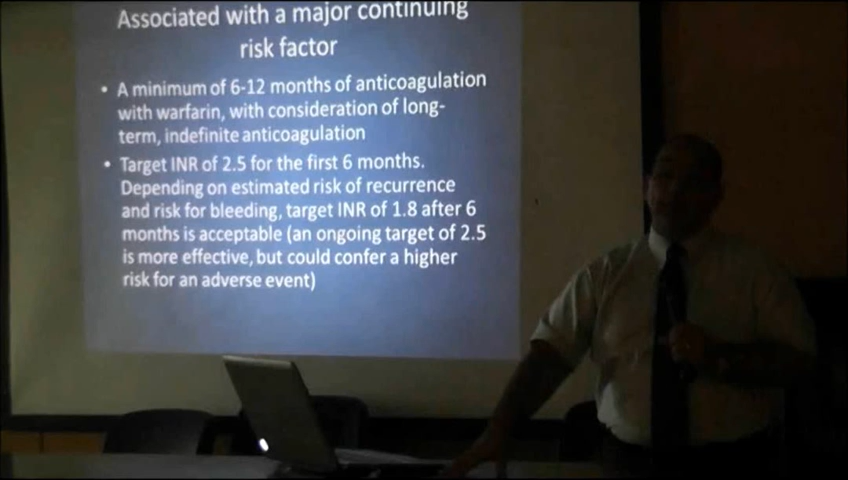 Associated with a major continuing
risk factor
• A minimum of 6-12 months of anticoagulation
with warfarin, with consideration of long-
term, indefinite anticoagulation
• Target INR of 2.5 for the first 6 months.
Depending on estimated risk of recurrence
and risk for bleeding, target INR of 1.8 after 6
months is acceptable (an ongoing target of 2.5
is more effective, but could confer a higher
risk for an adverse event)